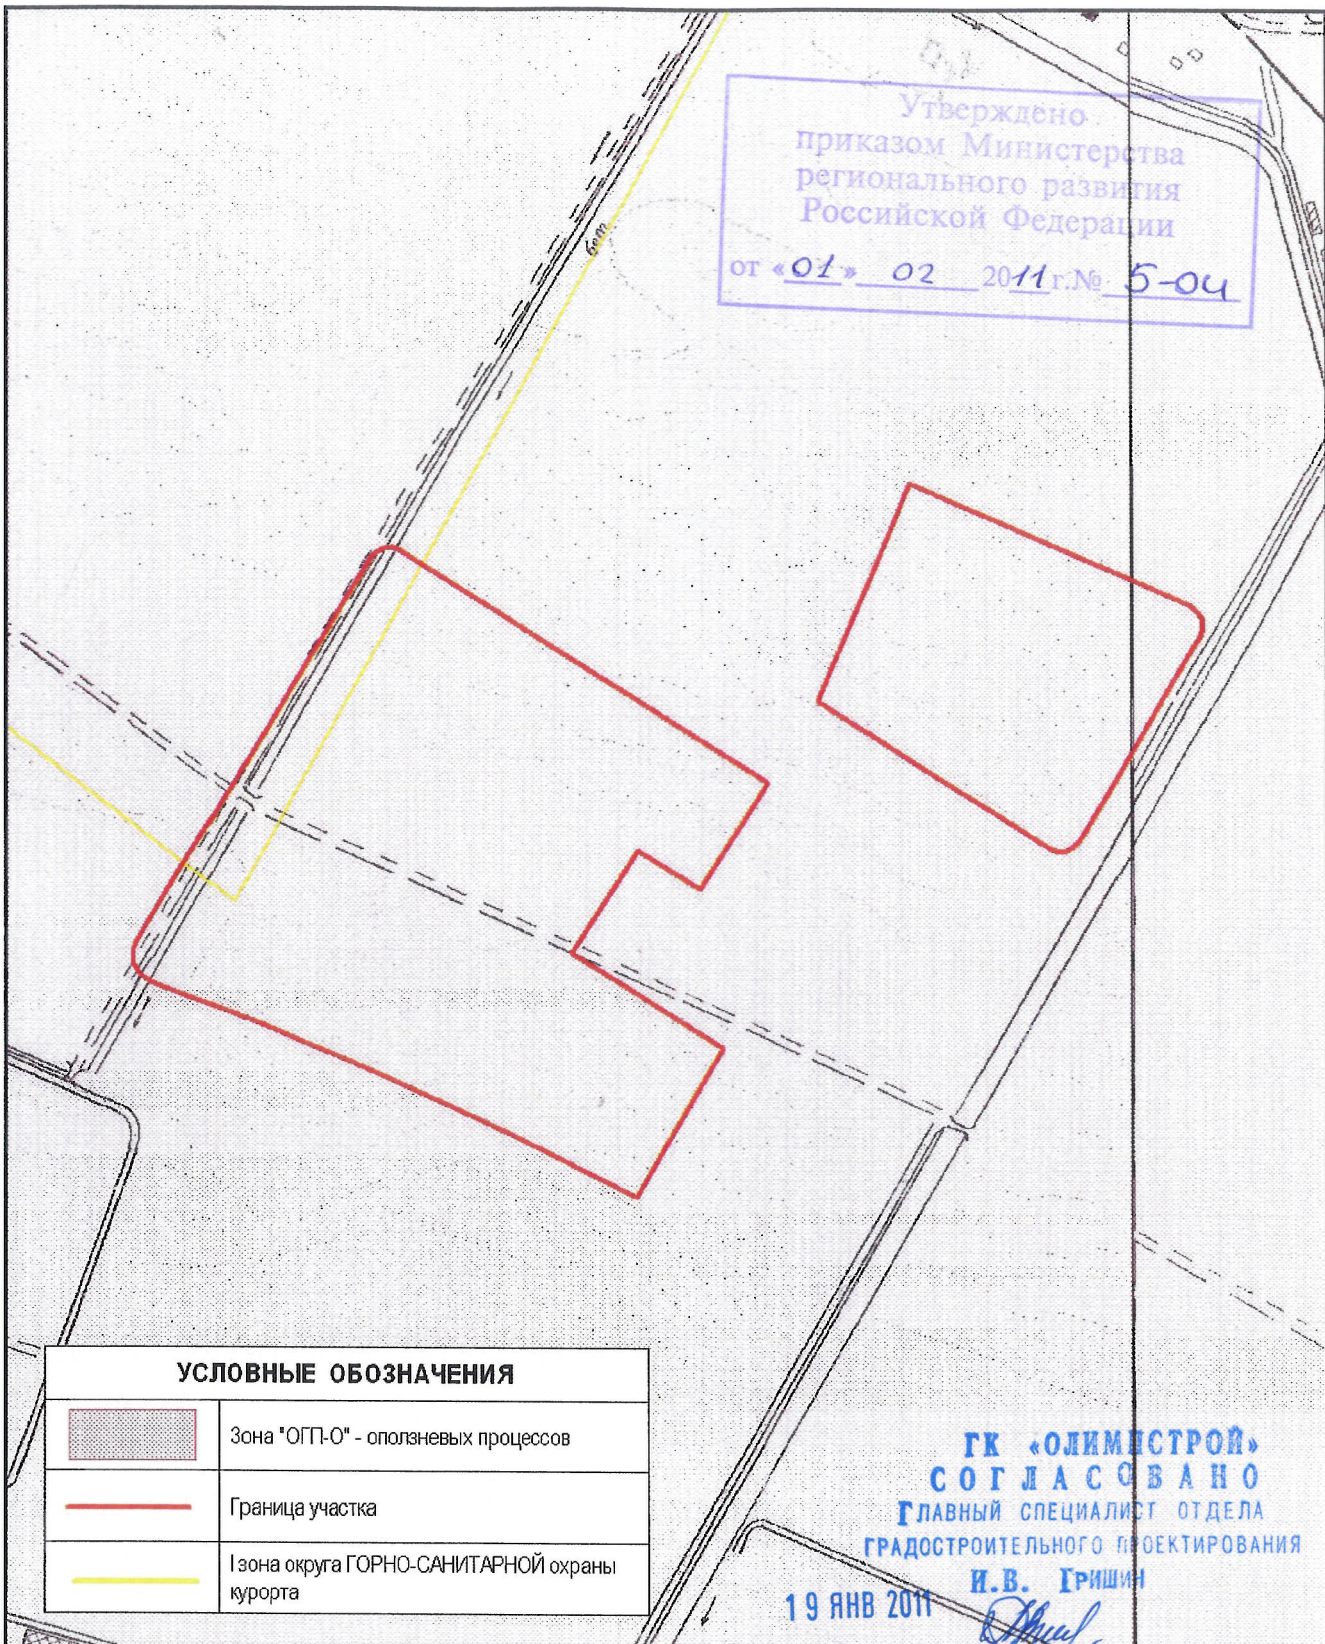 Утверждено
приказом Министерства
регионального развития
Российской Федерации
от «01» 02 2011 г.№ 5-04
УСЛОВНЫЕ ОБОЗНАЧЕНИЯ
Зона "ОГП-О" - оползневых процессов
Граница участка
I зона округа ГОРНО-САНИТАРНОЙ охраны
курорта
ГК «ОЛИМПСТРОЙ»
СОГЛАСОВАНО
ГЛАВНЫЙ СПЕЦИАЛИСТ ОТДЕЛА
ГРАДОСТРОИТЕЛЬНОГО ПРОЕКТИРОВАНИЯ
И.В. ГРИШИН
19 ЯНВ 2011